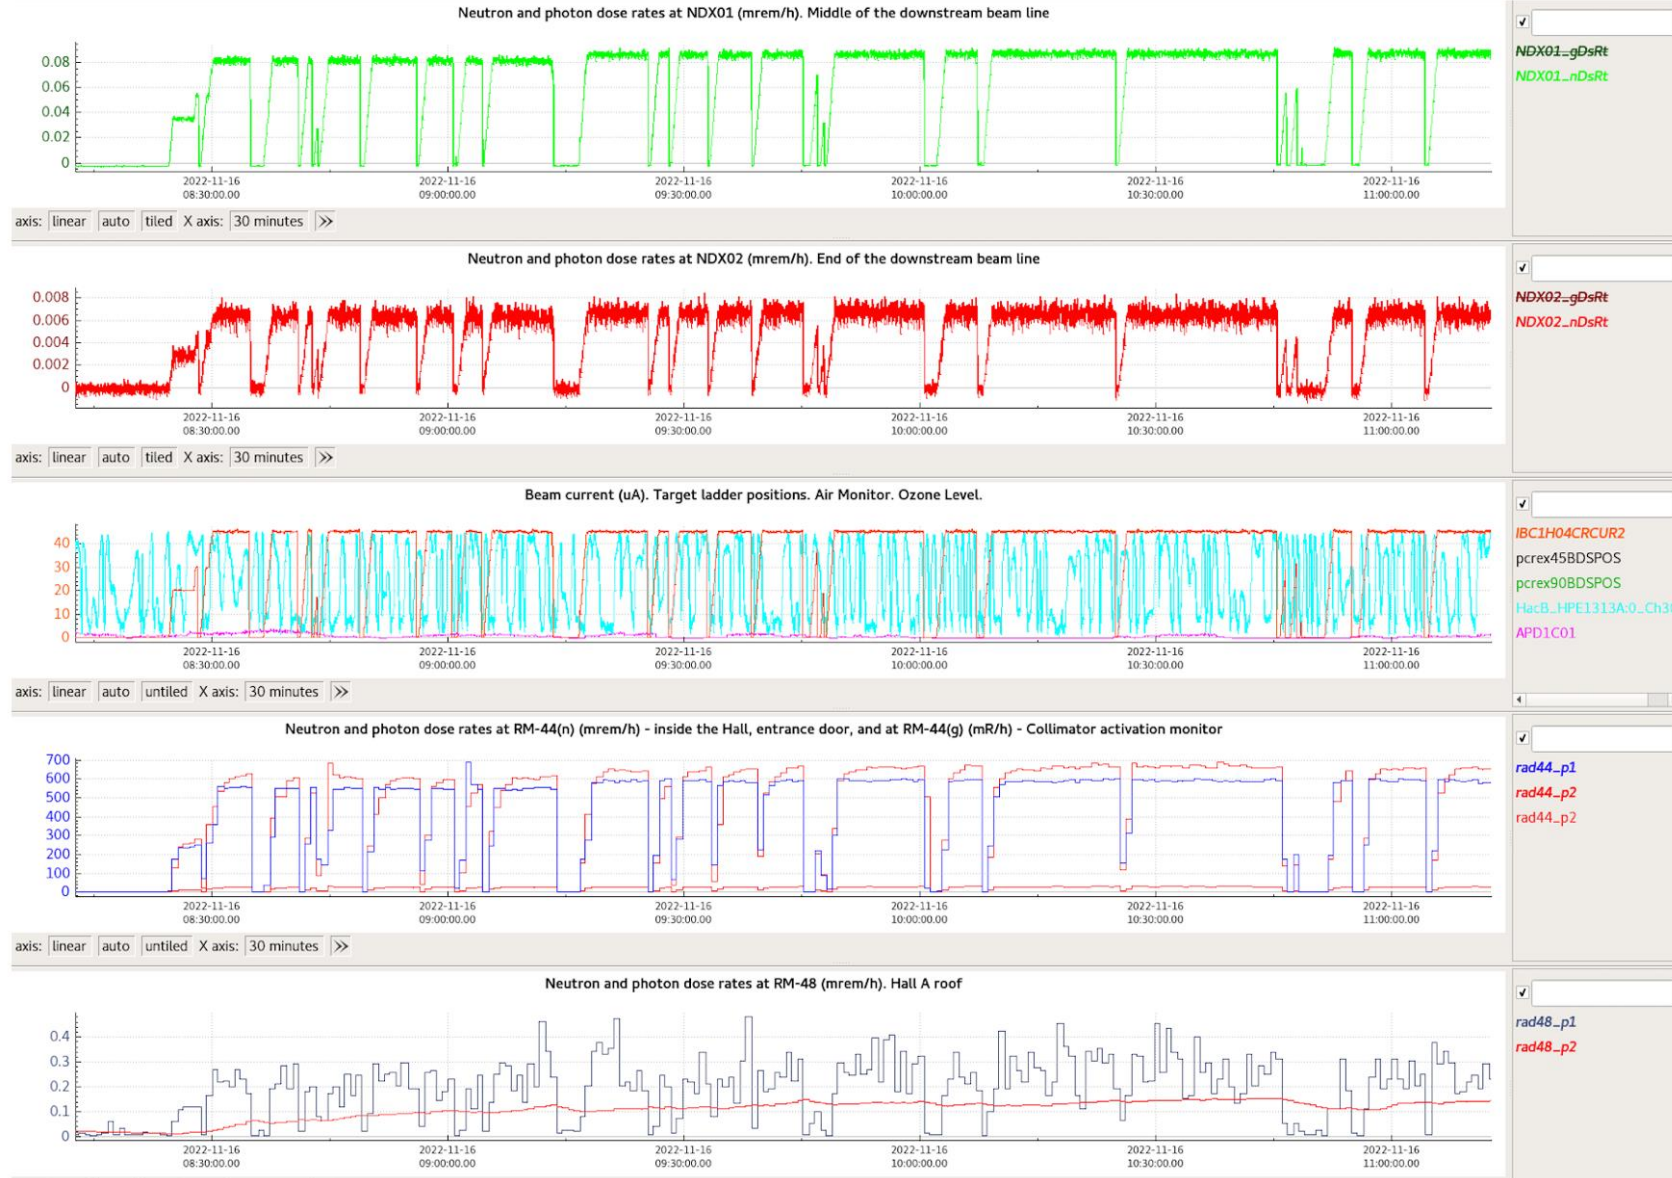 Neutron and photon dose rates at NDX01 (mrem/h). Middle of the downstream beam line
NDX01_gDsRt
NDX01_nDsRt
0.08
0.06
0.04
0.02
0
2022-11-16 2022-11-16 2022-11-16 2022-11-16 2022-11-16 2022-11-16
08:30:00.00 09:00:00.00 09:30:00.00 10:00:00.00 10:30:00.00 11:00:00.00
axis: linear auto tiled X axis: 30 minutes >>
Neutron and photon dose rates at NDX02 (mrem/h). End of the downstream beam line
NDX02_gDsRt
NDX02_nDsRt
0.008
0.006
0.004
0.002
0
2022-11-16 2022-11-16 2022-11-16 2022-11-16 2022-11-16 2022-11-16
08:30:00.00 09:00:00.00 09:30:00.00 10:00:00.00 10:30:00.00 11:00:00.00
axis: linear auto tiled X axis: 30 minutes >>
Beam current (uA). Target ladder positions. Air Monitor. Ozone Level.
IBC1H04CRCUR2
pcrex45BDSPOS
pcrex90BDSPOS
HacB_HPE1313A:0_Ch30
APD1C01
40
30
20
10
0
2022-11-16 2022-11-16 2022-11-16 2022-11-16 2022-11-16 2022-11-16
08:30:00.00 09:00:00.00 09:30:00.00 10:00:00.00 10:30:00.00 11:00:00.00
axis: linear auto untiled X axis: 30 minutes >>
Neutron and photon dose rates at RM-44(n) (mrem/h) - inside the Hall, entrance door, and at RM-44(g) (mR/h) - Collimator activation monitor
rad44_p1
rad44_p2
rad44_p2
700
600
500
400
300
200
100
0
2022-11-16 2022-11-16 2022-11-16 2022-11-16 2022-11-16 2022-11-16
08:30:00.00 09:00:00.00 09:30:00.00 10:00:00.00 10:30:00.00 11:00:00.00
axis: linear auto untiled X axis: 30 minutes >>
Neutron and photon dose rates at RM-48 (mrem/h). Hall A roof
rad48_p1
rad48_p2
0.4
0.3
0.2
0.1
0
2022-11-16 2022-11-16 2022-11-16 2022-11-16 2022-11-16 2022-11-16
08:30:00.00 09:00:00.00 09:30:00.00 10:00:00.00 10:30:00.00 11:00:00.00